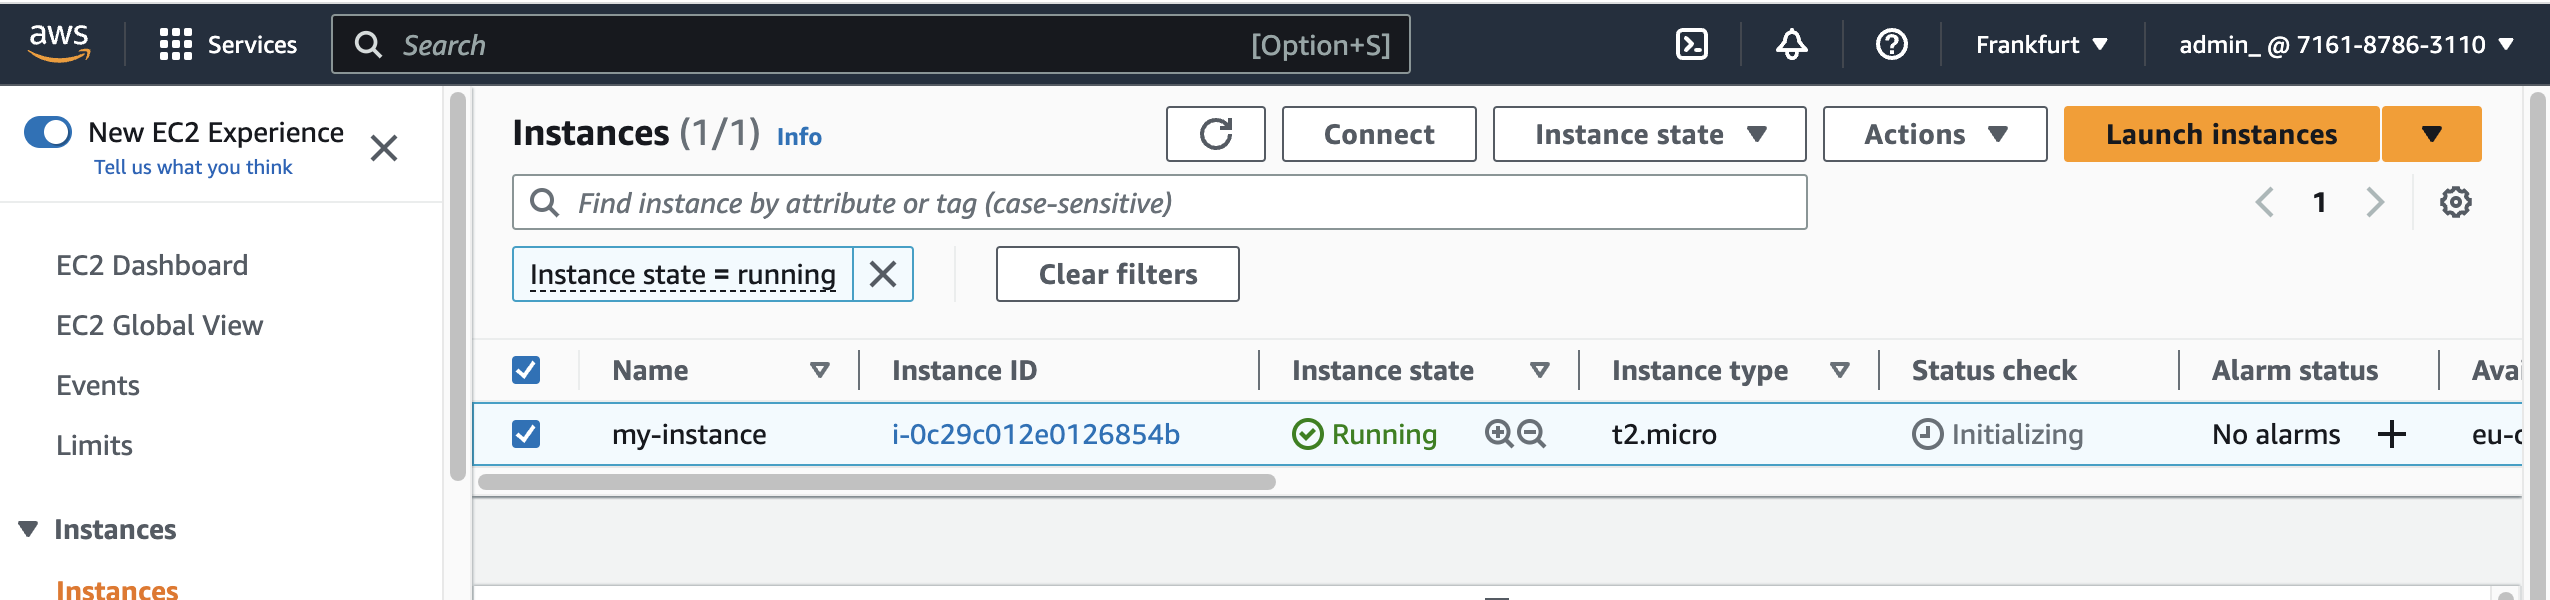 aws
Services
Search [Option+S]
Frankfurt
admin_ @ 7161-8786-3110
New EC2 Experience
Tell us what you think
EC2 Dashboard
EC2 Global View
Events
Limits
Instances
Instances
Instances (1/1) Info
Connect
Instance state
Actions
Launch instances
Find instance by attribute or tag (case-sensitive)
1
Instance state = running
Clear filters
Name Instance ID Instance state Instance type Status check Alarm status Avai
my-instance i-0c29c012e0126854b Running t2.micro Initializing No alarms + eu-c